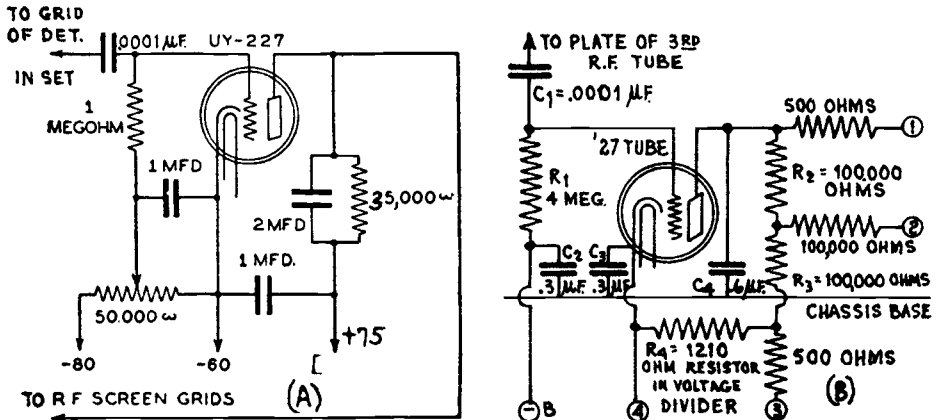 TO GRID
OF DET.
IN SET
.0001 µF.
UY-227
1
MEGOHM
1 MFD
2 MFD
35,000 ω
1 MFD.
50.000 ω
-80
-60
+75
[
TO R F SCREEN GRIDS
(A)
TO PLATE OF 3RD
R.F. TUBE
C1=.0001 µF.
'27 TUBE
500 OHMS
1
R1
4 MEG.
R2=100,000
OHMS
2
100,000 OHMS
C2
.3 µF.
C3
.3 µF.
C4 .6 µF.
R3=100,000 OHMS
CHASSIS BASE
R4=1210
OHM RESISTOR
IN VOLTAGE
DIVIDER
500 OHMS
(B)
- B
4
3